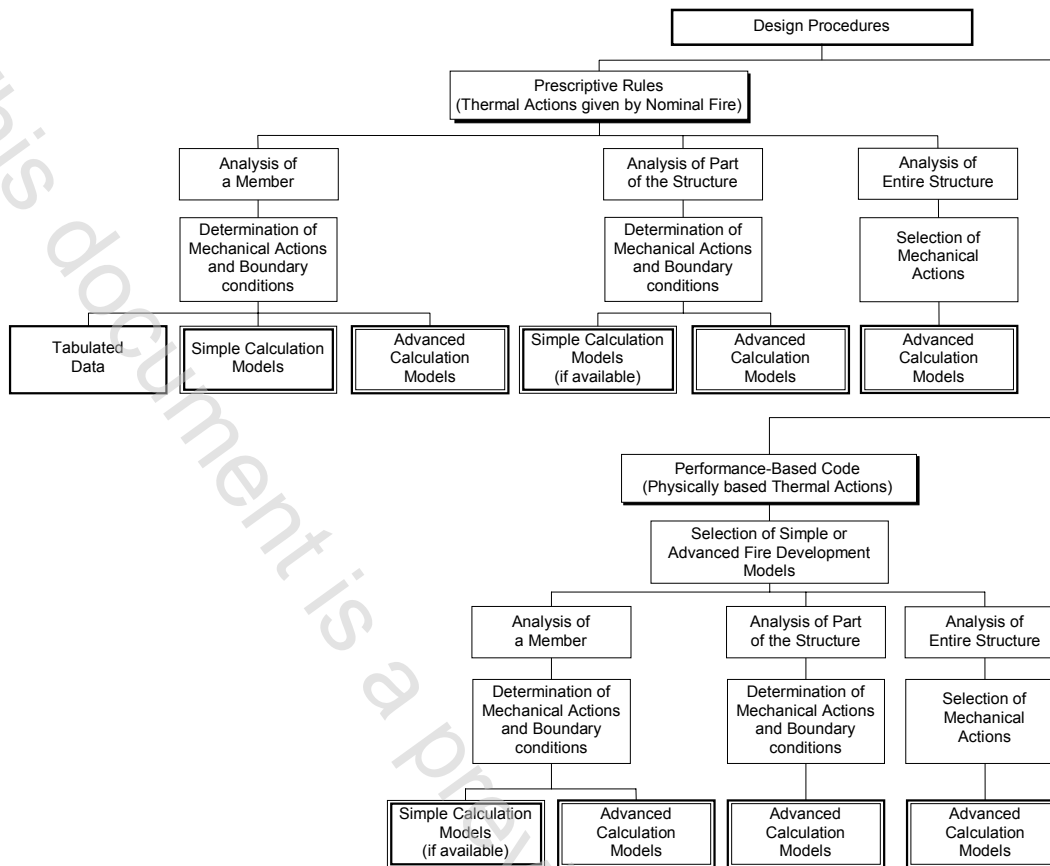 Design Procedures
Prescriptive Rules
(Thermal Actions given by Nominal Fire)
Analysis of
a Member
Analysis of Part
of the Structure
Analysis of
Entire Structure
Determination of
Mechanical Actions
and Boundary
conditions
Determination of
Mechanical Actions
and Boundary
conditions
Selection of
Mechanical
Actions
Tabulated
Data
Simple Calculation
Models
Advanced
Calculation
Models
Simple Calculation
Models
(if available)
Advanced
Calculation
Models
Advanced
Calculation
Models
Performance-Based Code
(Physically based Thermal Actions)
Selection of Simple or
Advanced Fire Development
Models
Analysis of
a Member
Analysis of Part
of the Structure
Analysis of
Entire Structure
Determination of
Mechanical Actions
and Boundary
conditions
Determination of
Mechanical Actions
and Boundary
conditions
Selection of
Mechanical
Actions
Simple Calculation
Models
(if available)
Advanced
Calculation
Models
Advanced
Calculation
Models
Advanced
Calculation
Models
document is a